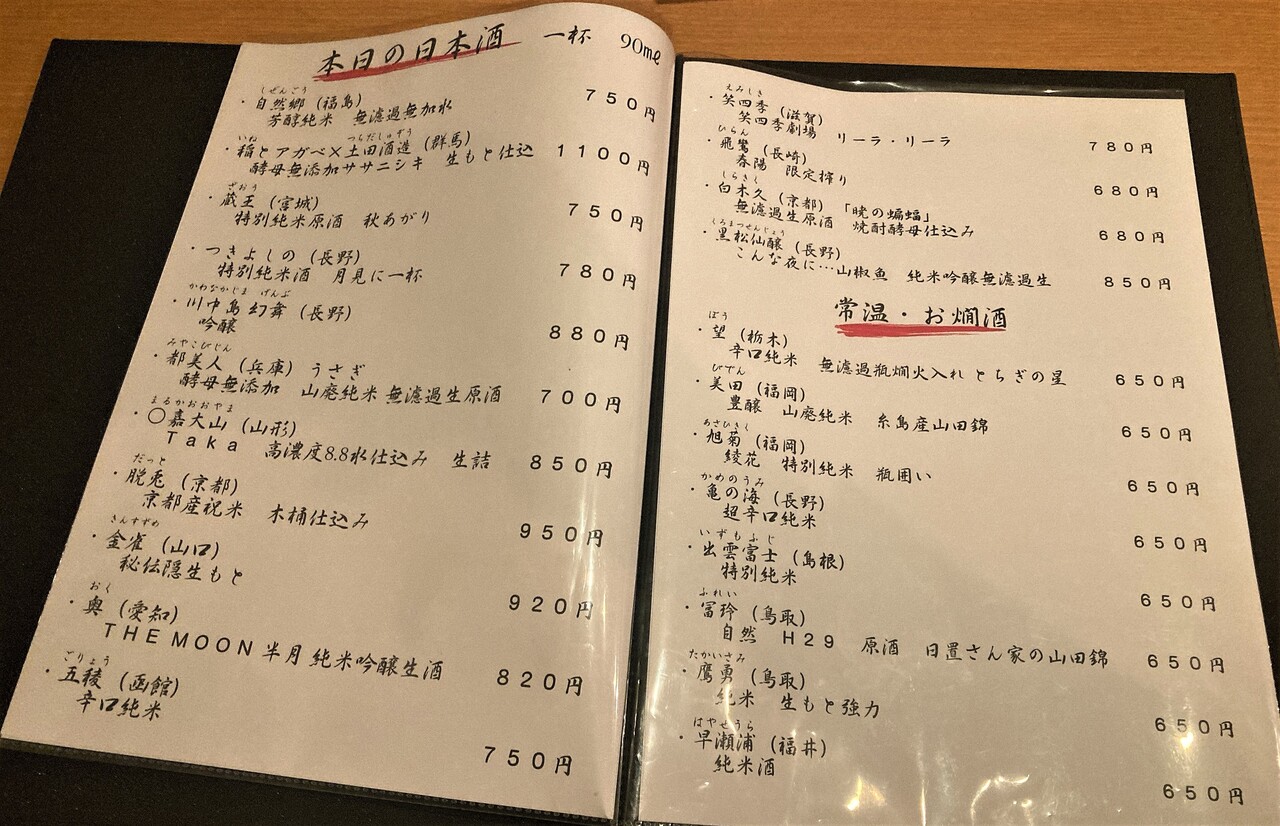 本日の日本酒　一杯　90mℓ
しぜんごう
・自然郷（福島）
芳醇純米　無濾過無加水　750円
いね　つちだしゅぞう
・稲とアガベ×土田酒造（群馬）
酵母無添加ササニシキ　生もと仕込　1100円
ざおう
・蔵王（宮城）
特別純米原酒　秋あがり　750円
・つきよしの（長野）
特別純米酒　月見に一杯　780円
かわなかじま　げんぶ
・川中島幻舞（長野）
吟醸　880円
みやこびじん
・都美人（兵庫）うさぎ
酵母無添加　山廃純米 無濾過生原酒　700円
まるかおおやま
・〇嘉大山（山形）
Taka　高濃度8.8水仕込み　生詰　850円
だっと
・脱兎（京都）
京都産祝米　木桶仕込み　950円
きんすずめ
・金雀（山口）
秘伝隠生もと　920円
おく
・奥（愛知）
THE MOON 半月 純米吟醸生酒　820円
ごりょう
・五稜（函館）
辛口純米　750円
えみしき
・笑四季（滋賀）
笑四季劇場　リーラ・リーラ　780円
ひらん
・飛鸞（長崎）
春陽　限定搾り　680円
しらきく
・白木久（京都）「暁の蝙蝠」
無濾過生原酒　焼酎酵母仕込み　680円
くろまつせんじょう
・黒松仙醸（長野）
こんな夜に…山椒魚　純米吟醸無濾過生　850円
常温・お燗酒
ぼう
・望（栃木）
辛口純米　無濾過瓶燗火入れ とちぎの星　650円
びでん
・美田（福岡）
豊醸　山廃純米　糸島産山田錦　650円
あさひきく
・旭菊（福岡）
綾花　特別純米　瓶囲い　650円
かめのうみ
・亀の海（長野）
超辛口純米　650円
いずもふじ
・出雲富士（島根）
特別純米　650円
ふれい
・冨玲（鳥取）
自然　H29　原酒　日置さん家の山田錦　650円
たかいさみ
・鷹勇（鳥取）
純米　生もと強力　650円
はやせうら
・早瀬浦（福井）
純米酒　650円